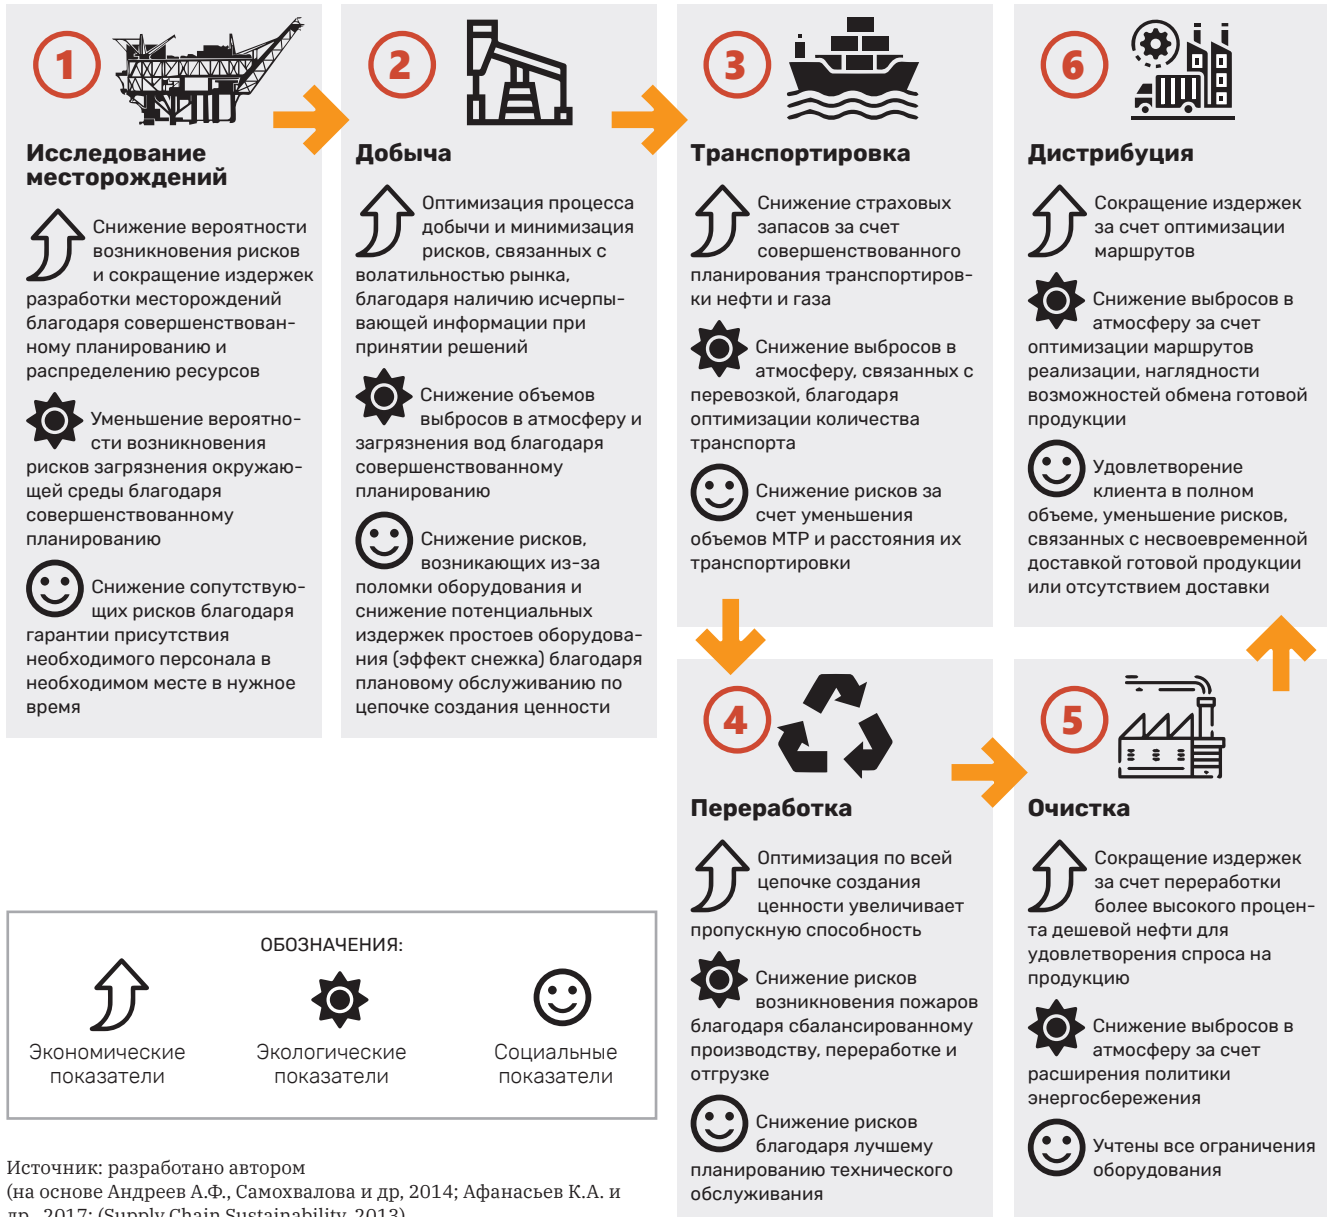 1
Исследование
месторождений
Снижение вероятности
возникновения рисков
и сокращение издержек
разработки месторождений
благодаря совершенствован-
ному планированию и
распределению ресурсов
Уменьшение вероятно-
сти возникновения
рисков загрязнения окружаю-
щей среды благодаря
совершенствованному
планированию
Снижение сопутствую-
щих рисков благодаря
гарантии присутствия
необходимого персонала в
необходимом месте в нужное
время
2
Добыча
Оптимизация процесса
добычи и минимизация
рисков, связанных с
волатильностью рынка,
благодаря наличию исчерпы-
вающей информации при
принятии решений
Снижение объемов
выбросов в атмосферу и
загрязнения вод благодаря
совершенствованному
планированию
Снижение рисков,
возникающих из-за
поломки оборудования и
снижение потенциальных
издержек простоев оборудова-
ния (эффект снежка) благодаря
плановому обслуживанию по
цепочке создания ценности
3
Транспортировка
Снижение страховых
запасов за счет
совершенствованного
планирования транспортиров-
ки нефти и газа
Снижение выбросов в
атмосферу, связанных с
перевозкой, благодаря
оптимизации количества
транспорта
Снижение рисков за
счет уменьшения
объемов МТР и расстояния их
транспортировки
4
Переработка
Оптимизация по всей
цепочке создания
ценности увеличивает
пропускную способность
Снижение рисков
возникновения пожаров
благодаря сбалансированному
производству, переработке и
отгрузке
Снижение рисков
благодаря лучшему
планированию технического
обслуживания
5
Очистка
Сокращение издержек
за счет переработки
более высокого процен-
та дешевой нефти для
удовлетворения спроса на
продукцию
Снижение выбросов в
атмосферу за счет
расширения политики
энергосбережения
Учтены все ограничения
оборудования
6
Дистрибуция
Сокращение издержек
за счет оптимизации
маршрутов
Снижение выбросов в
атмосферу за счет
оптимизации маршрутов
реализации, наглядности
возможностей обмена готовой
продукции
Удовлетворение
клиента в полном
объеме, уменьшение рисков,
связанных с несвоевременной
доставкой готовой продукции
или отсутствием доставки
ОБОЗНАЧЕНИЯ:
Экономические
показатели
Экологические
показатели
Социальные
показатели
Источник: разработано автором
(на основе Андреев А.Ф., Самохвалова и др, 2014; Афанасьев К.А. и
др., 2017; (Supply Chain Sustainability, 2013)